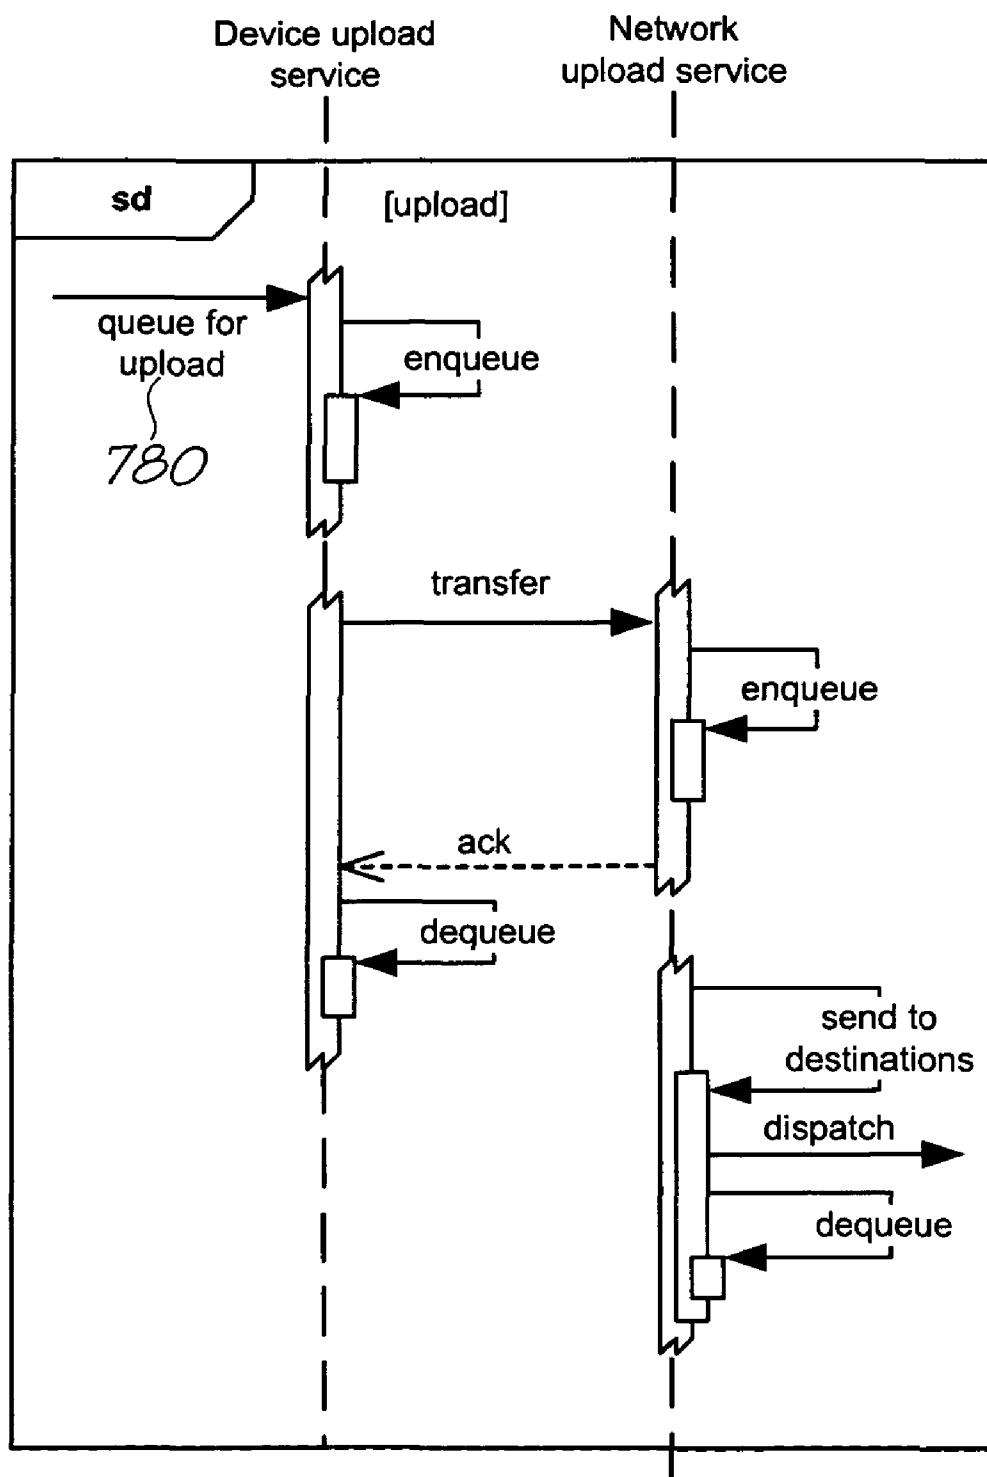 Device upload
service
Network
upload service
sd
[upload]
queue for
upload
780
enqueue
transfer
enqueue
ack
dequeue
send to
destinations
dispatch
dequeue